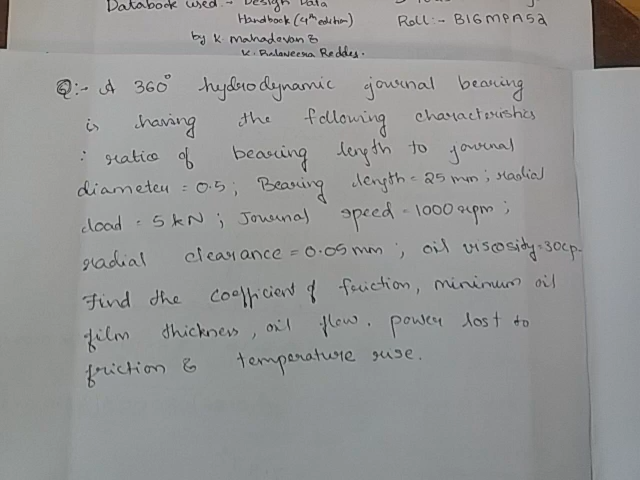 Databook used - Design Data
Handbook (4th edition)
by K. Mahadevan &
K. Balaveera Reddy.
Roll:- B16MPA52
Q:- A 360° hydrodynamic journal bearing
is having the following characteristics
: ratio of bearing length to journal
diameter = 0.5; Bearing length = 25 mm; radial
load = 5 kN; Journal speed = 1000 rpm;
radial clearance = 0.05 mm; oil viscosity = 30cp.
Find the coefficient of friction, minimum oil
film thickness, oil flow, power lost to
friction & temperature rise.